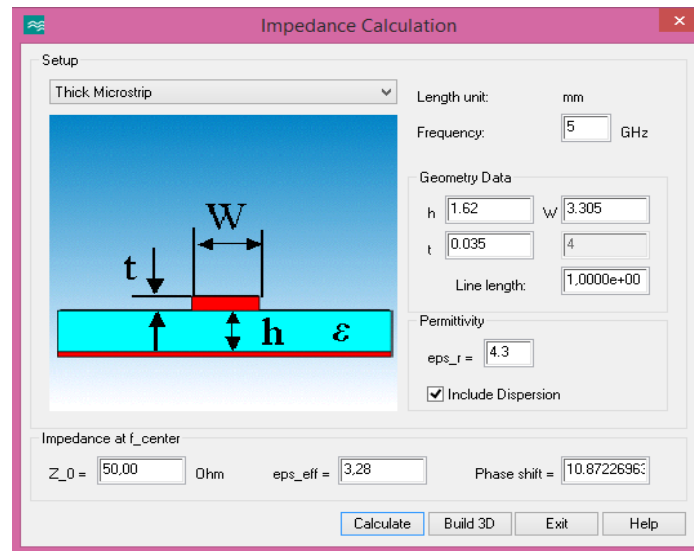 Impedance Calculation
Setup
Thick Microstrip
Length unit: mm
Frequency: 5 GHz
Geometry Data
h 1.62 W 3.305
t 0.035 4
Line length: 1,0000e+00
W
t
h ε
Permittivity
eps_r = 4.3
Include Dispersion
Impedance at f_center
Z_0 = 50,00 Ohm eps_eff = 3,28 Phase shift = 10.8722696
Calculate Build 3D Exit Help